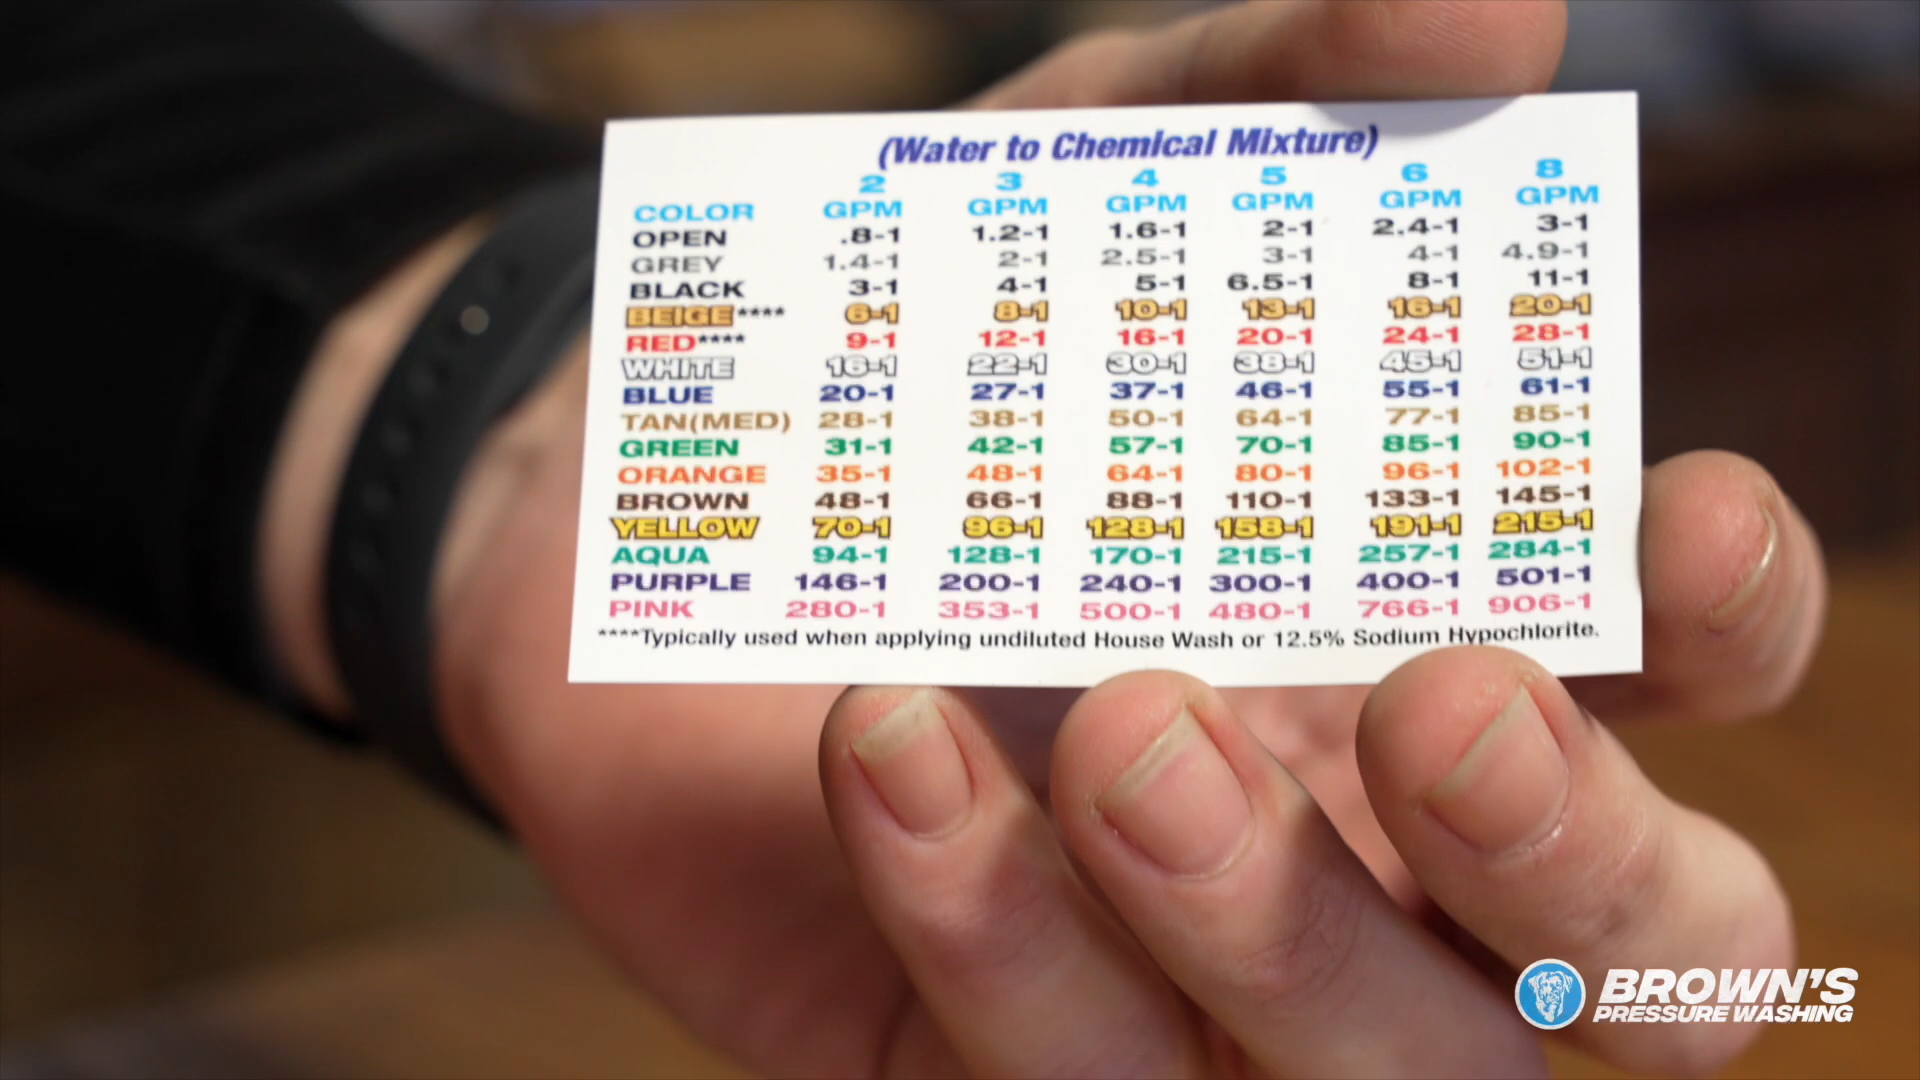 (Water to Chemical Mixture)
COLOR 2 GPM 3 GPM 4 GPM 5 GPM 6 GPM 8 GPM
OPEN .8-1 1.2-1 1.6-1 2-1 2.4-1 3-1
GREY 1.4-1 2-1 2.5-1 3-1 4-1 4.9-1
BLACK 3-1 4-1 5-1 6.5-1 8-1 11-1
BEIGE**** 6-1 8-1 10-1 13-1 16-1 20-1
RED**** 9-1 12-1 16-1 20-1 24-1 28-1
WHITE 16-1 22-1 30-1 38-1 45-1 51-1
BLUE 20-1 27-1 37-1 46-1 55-1 61-1
TAN(MED) 28-1 38-1 50-1 64-1 77-1 85-1
GREEN 31-1 42-1 57-1 70-1 85-1 90-1
ORANGE 35-1 48-1 64-1 80-1 96-1 102-1
BROWN 48-1 66-1 88-1 110-1 133-1 145-1
YELLOW 70-1 96-1 128-1 158-1 191-1 215-1
AQUA 94-1 128-1 170-1 215-1 257-1 284-1
PURPLE 146-1 200-1 240-1 300-1 400-1 501-1
PINK 280-1 353-1 500-1 480-1 766-1 906-1
****Typically used when applying undiluted House Wash or 12.5% Sodium Hypochlorite.
BROWN'S
PRESSURE WASHING